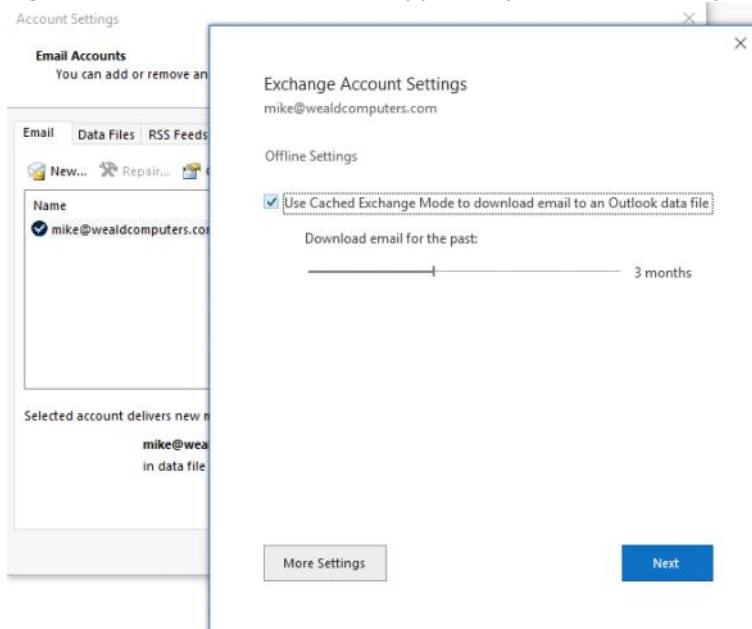 Account Settings
Email Accounts
You can add or remove an
Email Data Files RSS Feeds
New... Repair...
Name
mike@wealdcomputers.com
Selected account delivers new
mike@wea
in data file
Exchange Account Settings
mike@wealdcomputers.com
Offline Settings
Use Cached Exchange Mode to download email to an Outlook data file
Download email for the past:
3 months
More Settings
Next